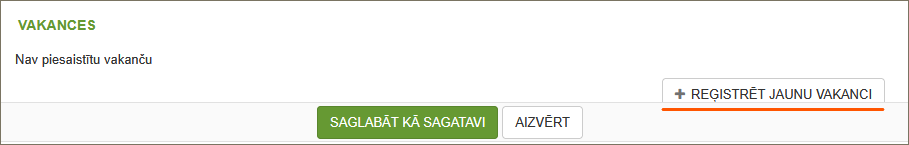 VAKANCES
Nav piesaistītu vakanču
+ REĢISTRĒT JAUNU VAKANCI
SAGLABĀT KĀ SAGATAVI AIZVĒRT